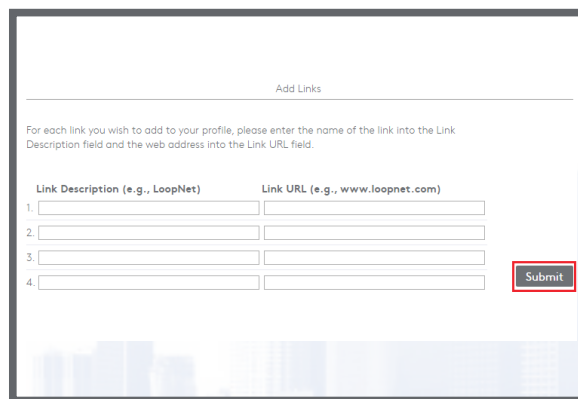 Add Links
For each link you wish to add to your profile, please enter the name of the link into the Link
Description field and the web address into the Link URL field.
Link Description (e.g., LoopNet) Link URL (e.g., www.loopnet.com)
1.
2.
3.
4.
Submit